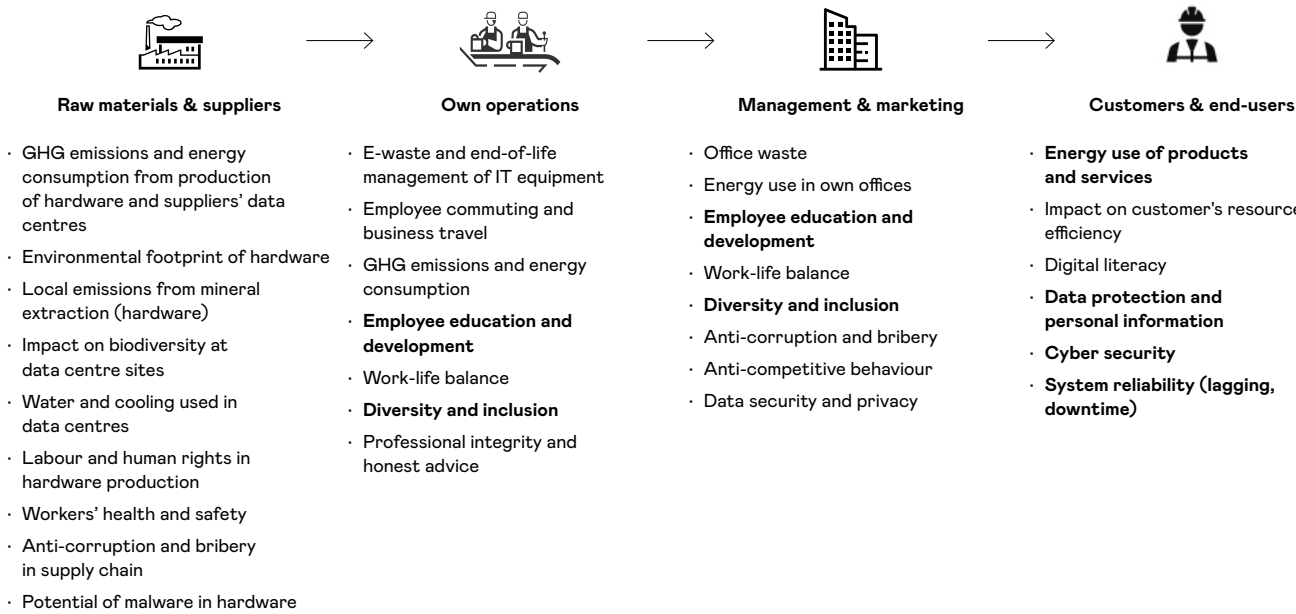 Raw materials & suppliers
· GHG emissions and energy
consumption from production
of hardware and suppliers’ data
centres
· Environmental footprint of hardware
· Local emissions from mineral
extraction (hardware)
· Impact on biodiversity at
data centre sites
· Water and cooling used in
data centres
· Labour and human rights in
hardware production
· Workers’ health and safety
· Anti-corruption and bribery
in supply chain
· Potential of malware in hardware
Own operations
· E-waste and end-of-life
management of IT equipment
· Employee commuting and
business travel
· GHG emissions and energy
consumption
· Employee education and
development
· Work-life balance
· Diversity and inclusion
· Professional integrity and
honest advice
Management & marketing
· Office waste
· Energy use in own offices
· Employee education and
development
· Work-life balance
· Diversity and inclusion
· Anti-corruption and bribery
· Anti-competitive behaviour
· Data security and privacy
Customers & end-users
· Energy use of products
and services
· Impact on customer's resource
efficiency
· Digital literacy
· Data protection and
personal information
· Cyber security
· System reliability (lagging,
downtime)